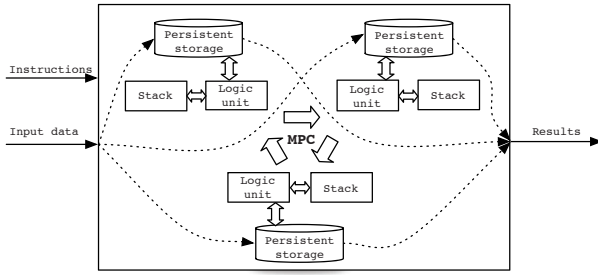 Persistent
storage
Persistent
storage
Instructions
Stack
Logic
unit
Logic
unit
Stack
Input data
MPC
Results
Logic
unit
Stack
Persistent
storage